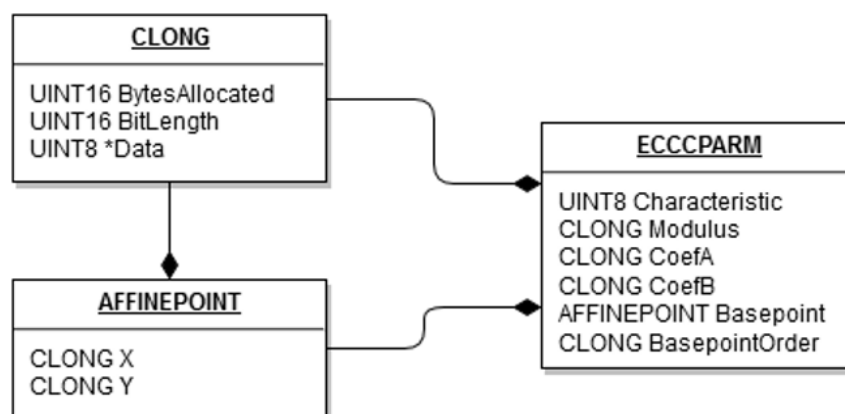 CLONG
UINT16 BytesAllocated
UINT16 BitLength
UINT8 *Data
ECCCPARM
UINT8 Characteristic
CLONG Modulus
CLONG CoefA
CLONG CoefB
AFFINEPOINT Basepoint
CLONG BasepointOrder
AFFINEPOINT
CLONG X
CLONG Y